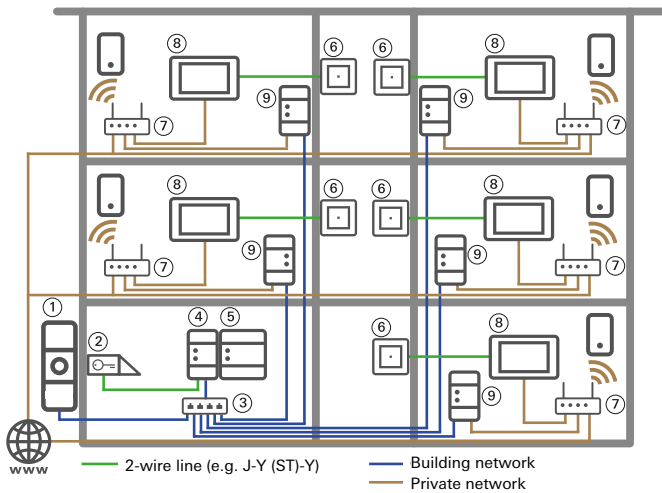 8 6 6 8
9 9
7 7
8 6 6 8
9 9
7 7
1
2 4 5 6 8
3 9 7
www
2-wire line (e.g. J-Y (ST)-Y)
Building network
Private network